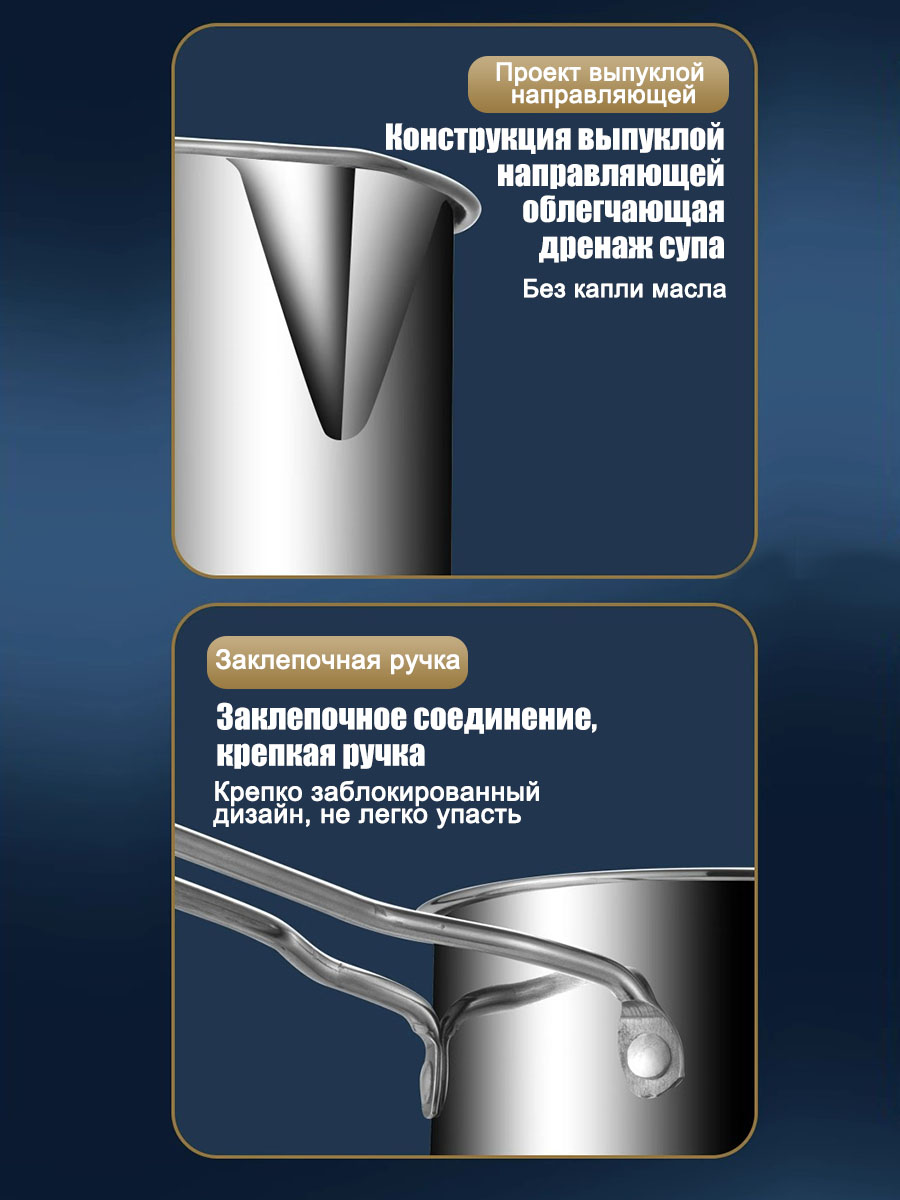 Проект выпуклой
направляющей
Конструкция выпуклой
направляющей
облегчающая
дренаж супа
Без капли масла
Заклепочная ручка
Заклепочное соединение,
крепкая ручка
Крепко заблокированный
дизайн, не легко упасть